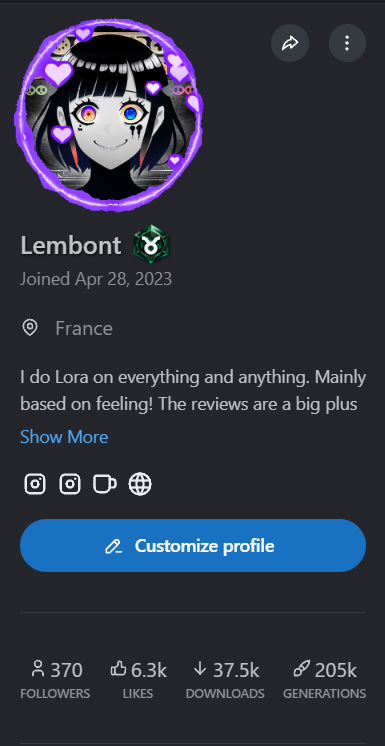 Lembont
Joined Apr 28, 2023
France
I do Lora on everything and anything. Mainly
based on feeling! The reviews are a big plus
Show More
Customize profile
370 6.3k 37.5k 205k
FOLLOWERS LIKES DOWNLOADS GENERATIONS